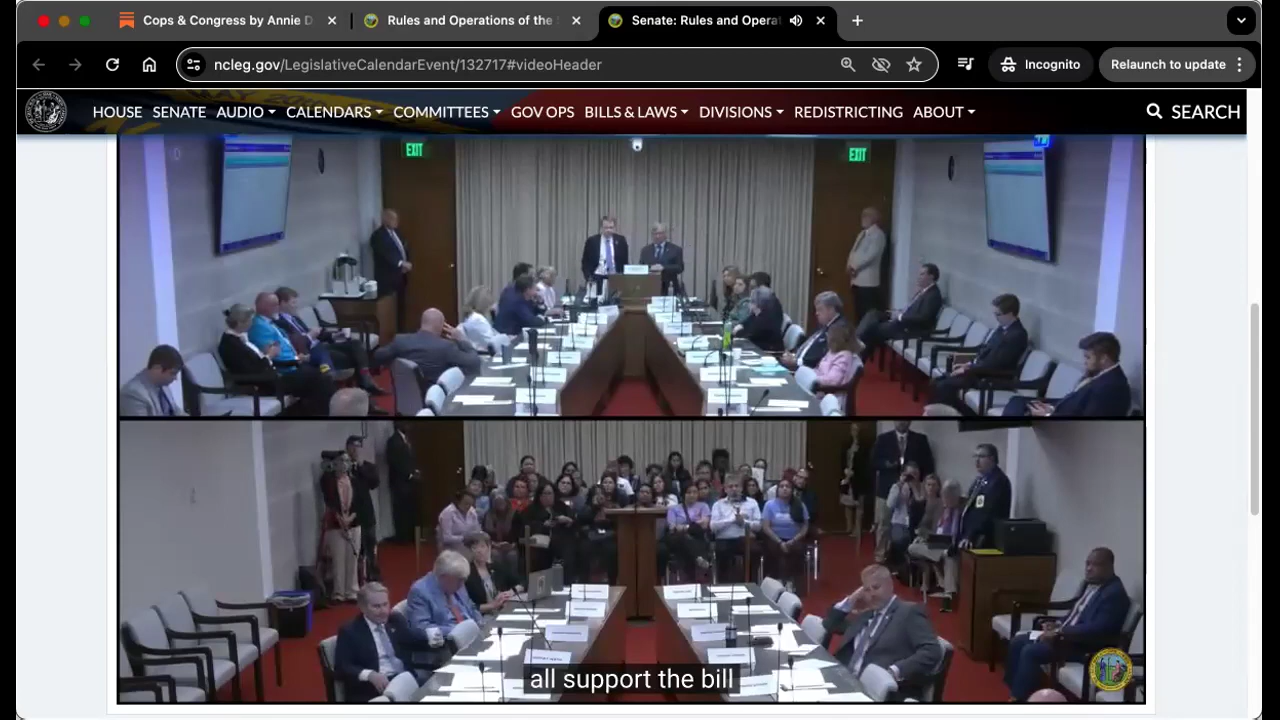 Cops & Congress by Annie D
Rules and Operations of the
Senate: Rules and Opera
ncleg.gov/LegislativeCalendarEvent/132717#videoHeader
Incognito
Relaunch to update
HOUSE SENATE AUDIO CALENDARS COMMITTEES GOV OPS BILLS & LAWS DIVISIONS REDISTRICTING ABOUT SEARCH
EXIT
EXIT
all support the bill